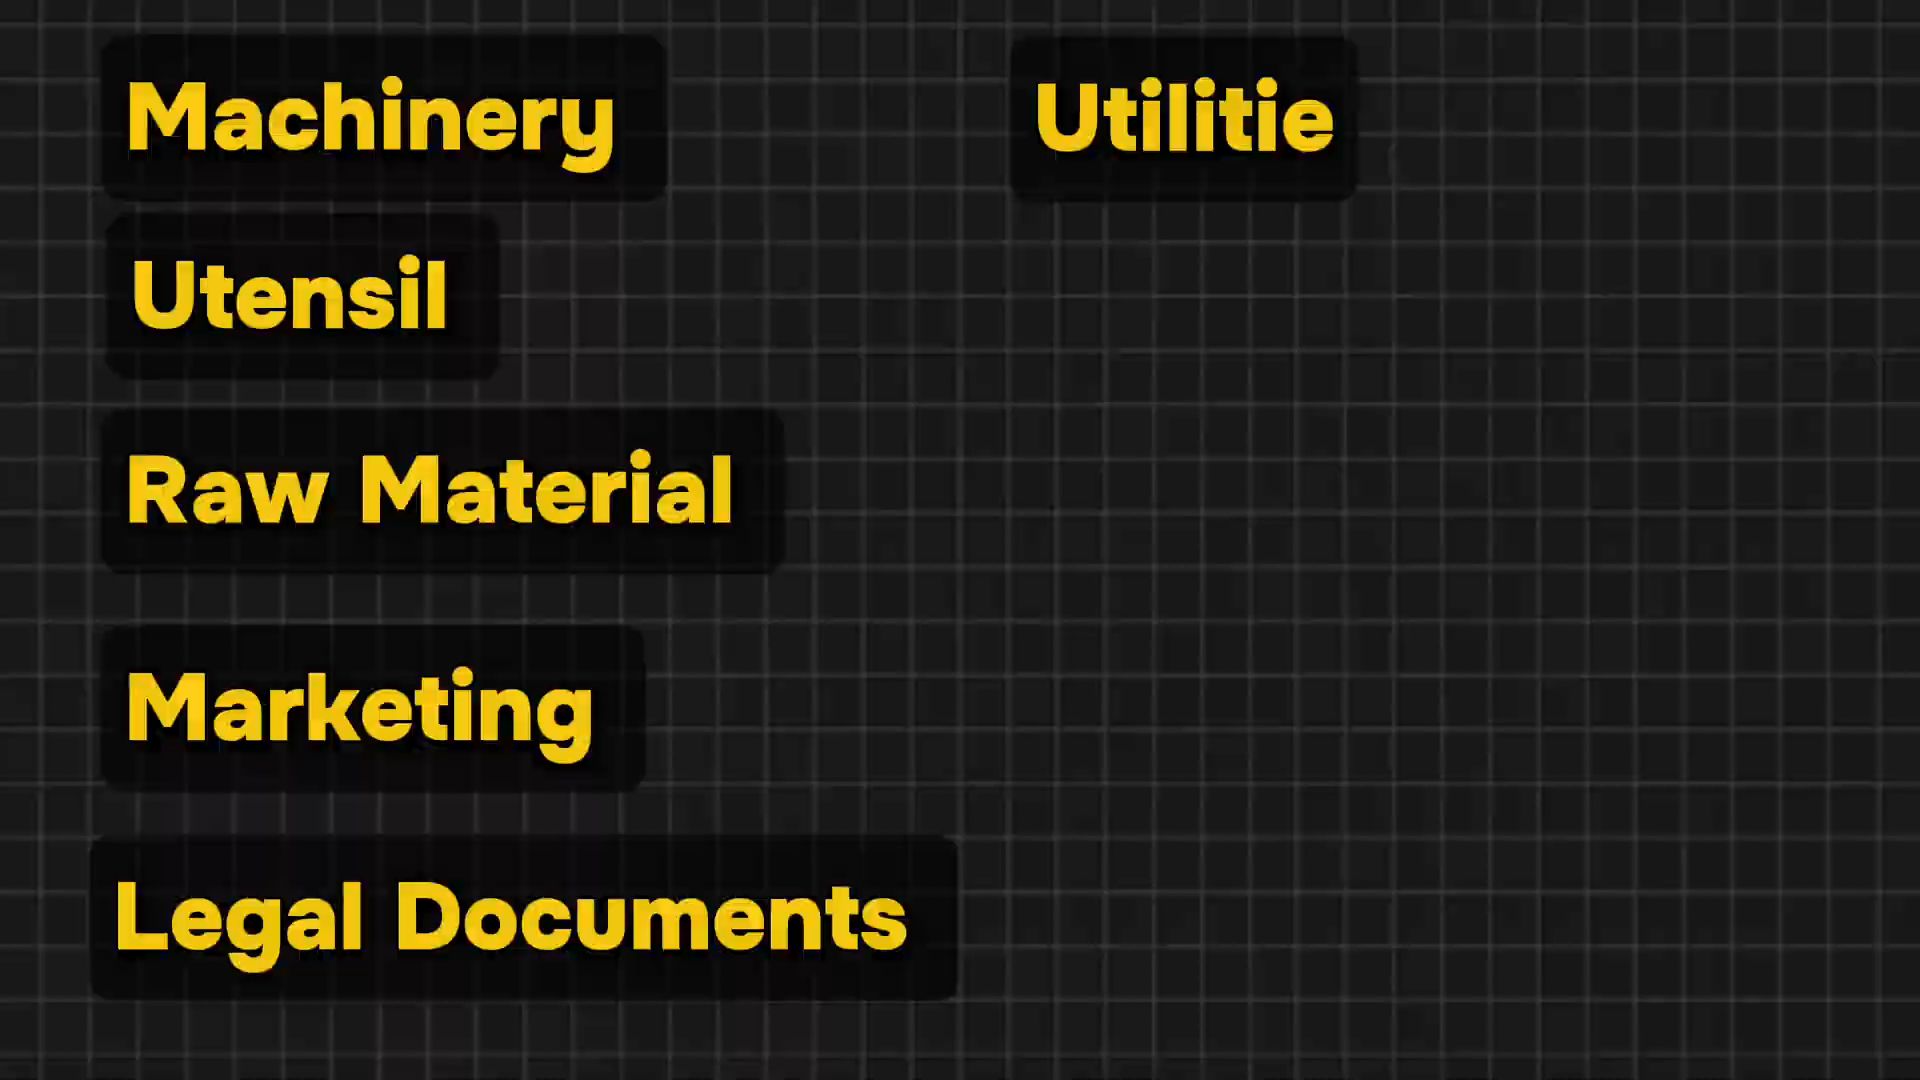 Machinery
Utensil
Raw Material
Marketing
Legal Documents
Utilitie